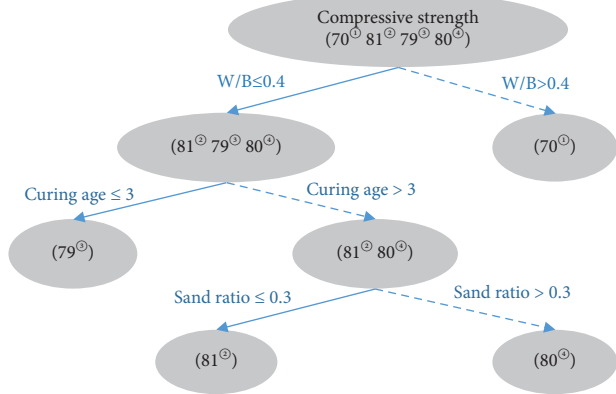 Compressive strength
(70① 81② 79③ 80④)
W/B≤0.4
W/B>0.4
(81② 79③ 80④)
(70①)
Curing age ≤ 3
Curing age > 3
(79③)
(81② 80④)
Sand ratio ≤ 0.3
Sand ratio > 0.3
(81②)
(80④)